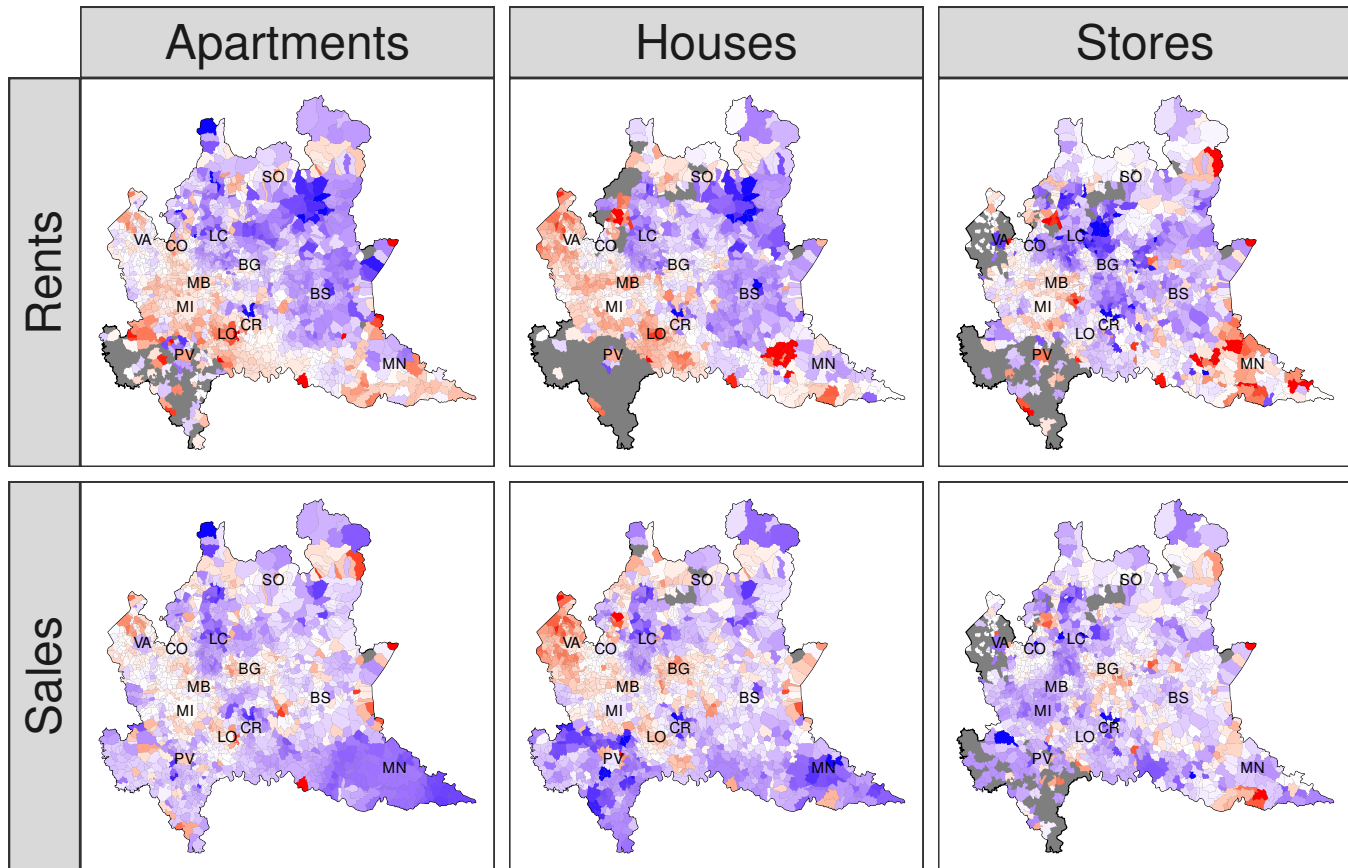 Apartments
Houses
Stores
Rents
SO
VA
CO
LC
BG
MB
MI
BS
CR
LO
PV
MN
SO
VA
CO
LC
BG
MB
MI
BS
CR
LO
PV
MN
SO
VA
CO
LC
BG
MB
MI
BS
CR
LO
PV
MN
Sales
SO
VA
CO
LC
BG
MB
MI
BS
CR
LO
PV
MN
SO
VA
CO
LC
BG
MB
MI
BS
CR
LO
PV
MN
SO
VA
CO
LC
BG
MB
MI
BS
CR
LO
PV
MN